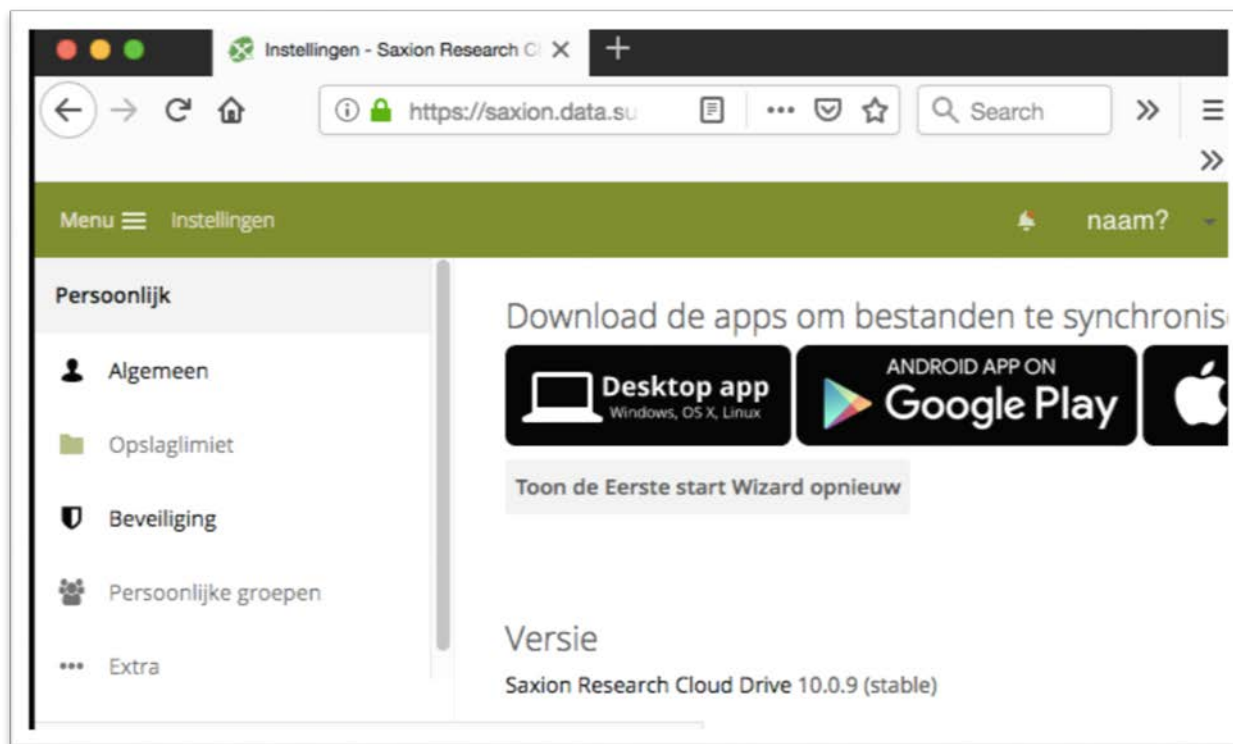 Instellingen - Saxion Research Cl
https://saxion.data.su
Search
Menu Instellingen
naam?
Persoonlijk
Algemeen
Opslaglimiet
Beveiliging
Persoonlijke groepen
Extra
Download de apps om bestanden te synchronis
Desktop app
Windows, OS X, Linux
ANDROID APP ON
Google Play
Toon de Eerste start Wizard opnieuw
Versie
Saxion Research Cloud Drive 10.0.9 (stable)